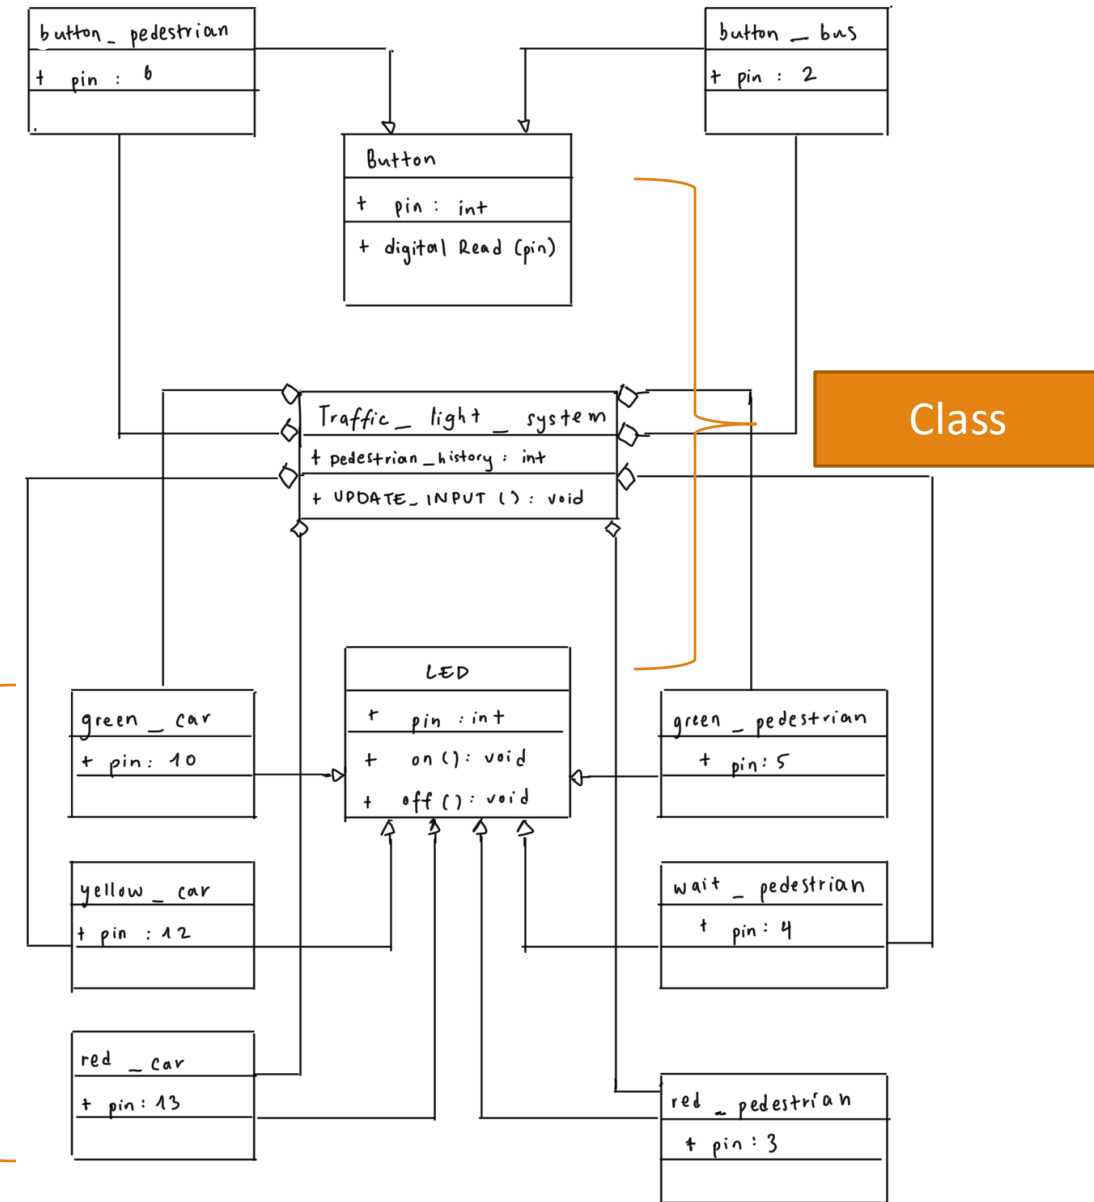 button_pedestrian
+ pin : 6
button_bus
+ pin : 2
Button
+ pin : int
+ digital Read (pin)
Class
Traffic_light_system
+ pedestrian_history : int
+ UPDATE_INPUT () : void
LED
+ pin : int
+ on () : void
+ off () : void
green_car
+ pin : 10
green_pedestrian
+ pin : 5
yellow_car
+ pin : 12
wait_pedestrian
+ pin : 4
red_car
+ pin : 13
red_pedestrian
+ pin : 3